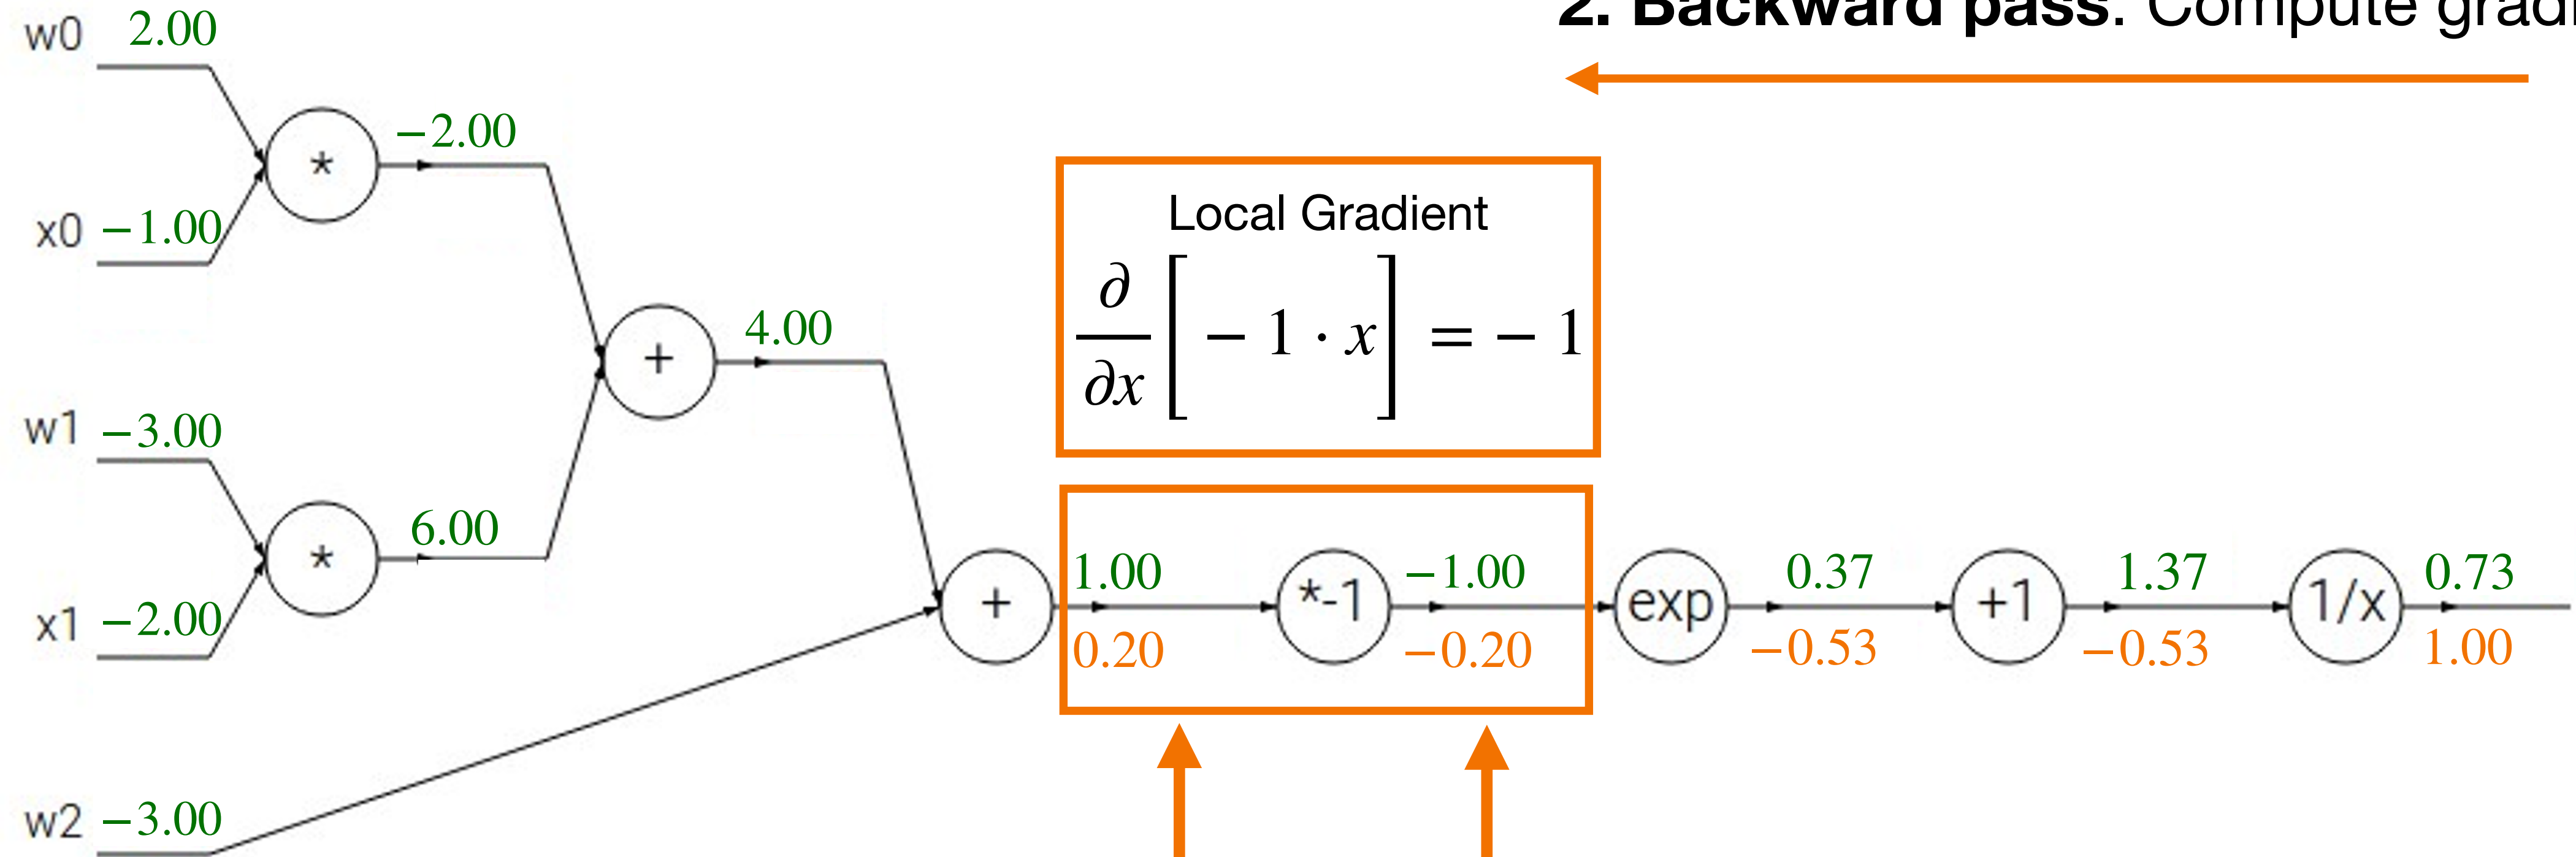 2. Backward pass. Compute gradi
w0 2.00
−2.00
*
x0 −1.00
Local Gradient
∂/∂x [ − 1 · x ] = − 1
4.00
+
w1 −3.00
6.00
*
x1 −2.00
+ 1.00 *-1 −1.00 exp 0.37 +1 1.37 1/x 0.73
0.20 −0.20 −0.53 −0.53 1.00
w2 −3.00